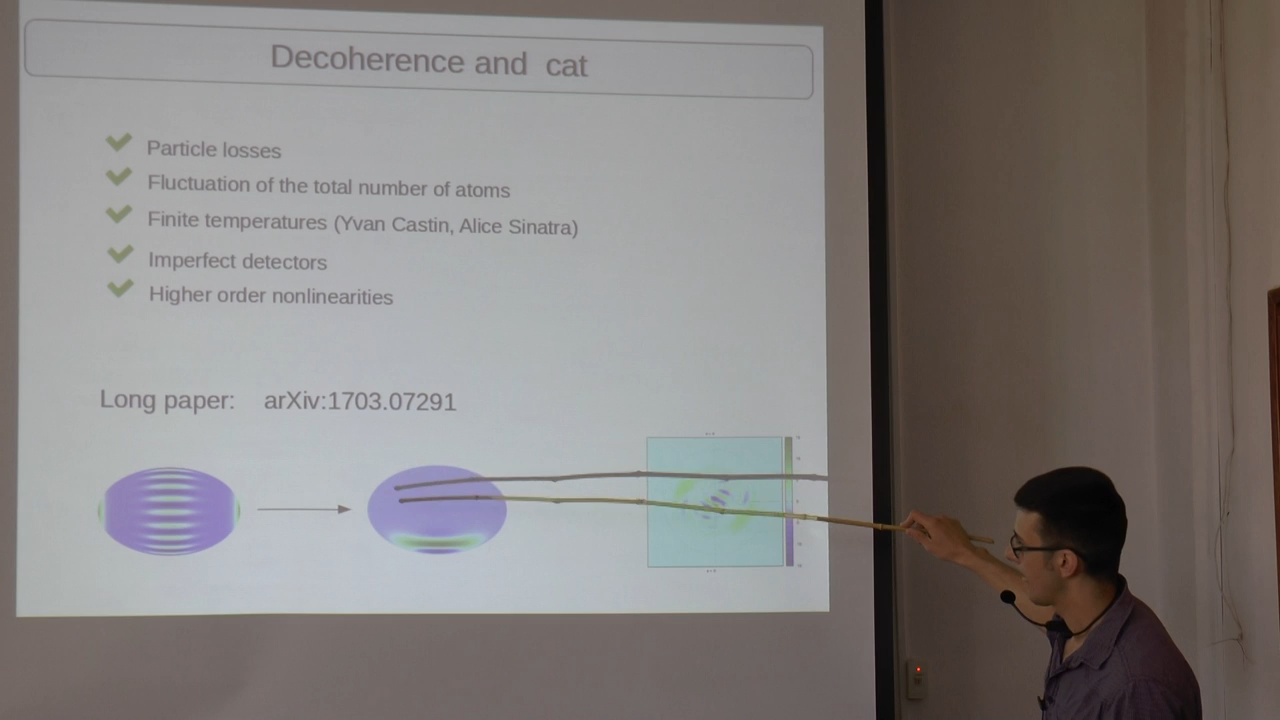 Decoherence and cat
Particle losses
Fluctuation of the total number of atoms
Finite temperatures (Yvan Castin, Alice Sinatra)
Imperfect detectors
Higher order nonlinearities
Long paper: arXiv:1703.07291